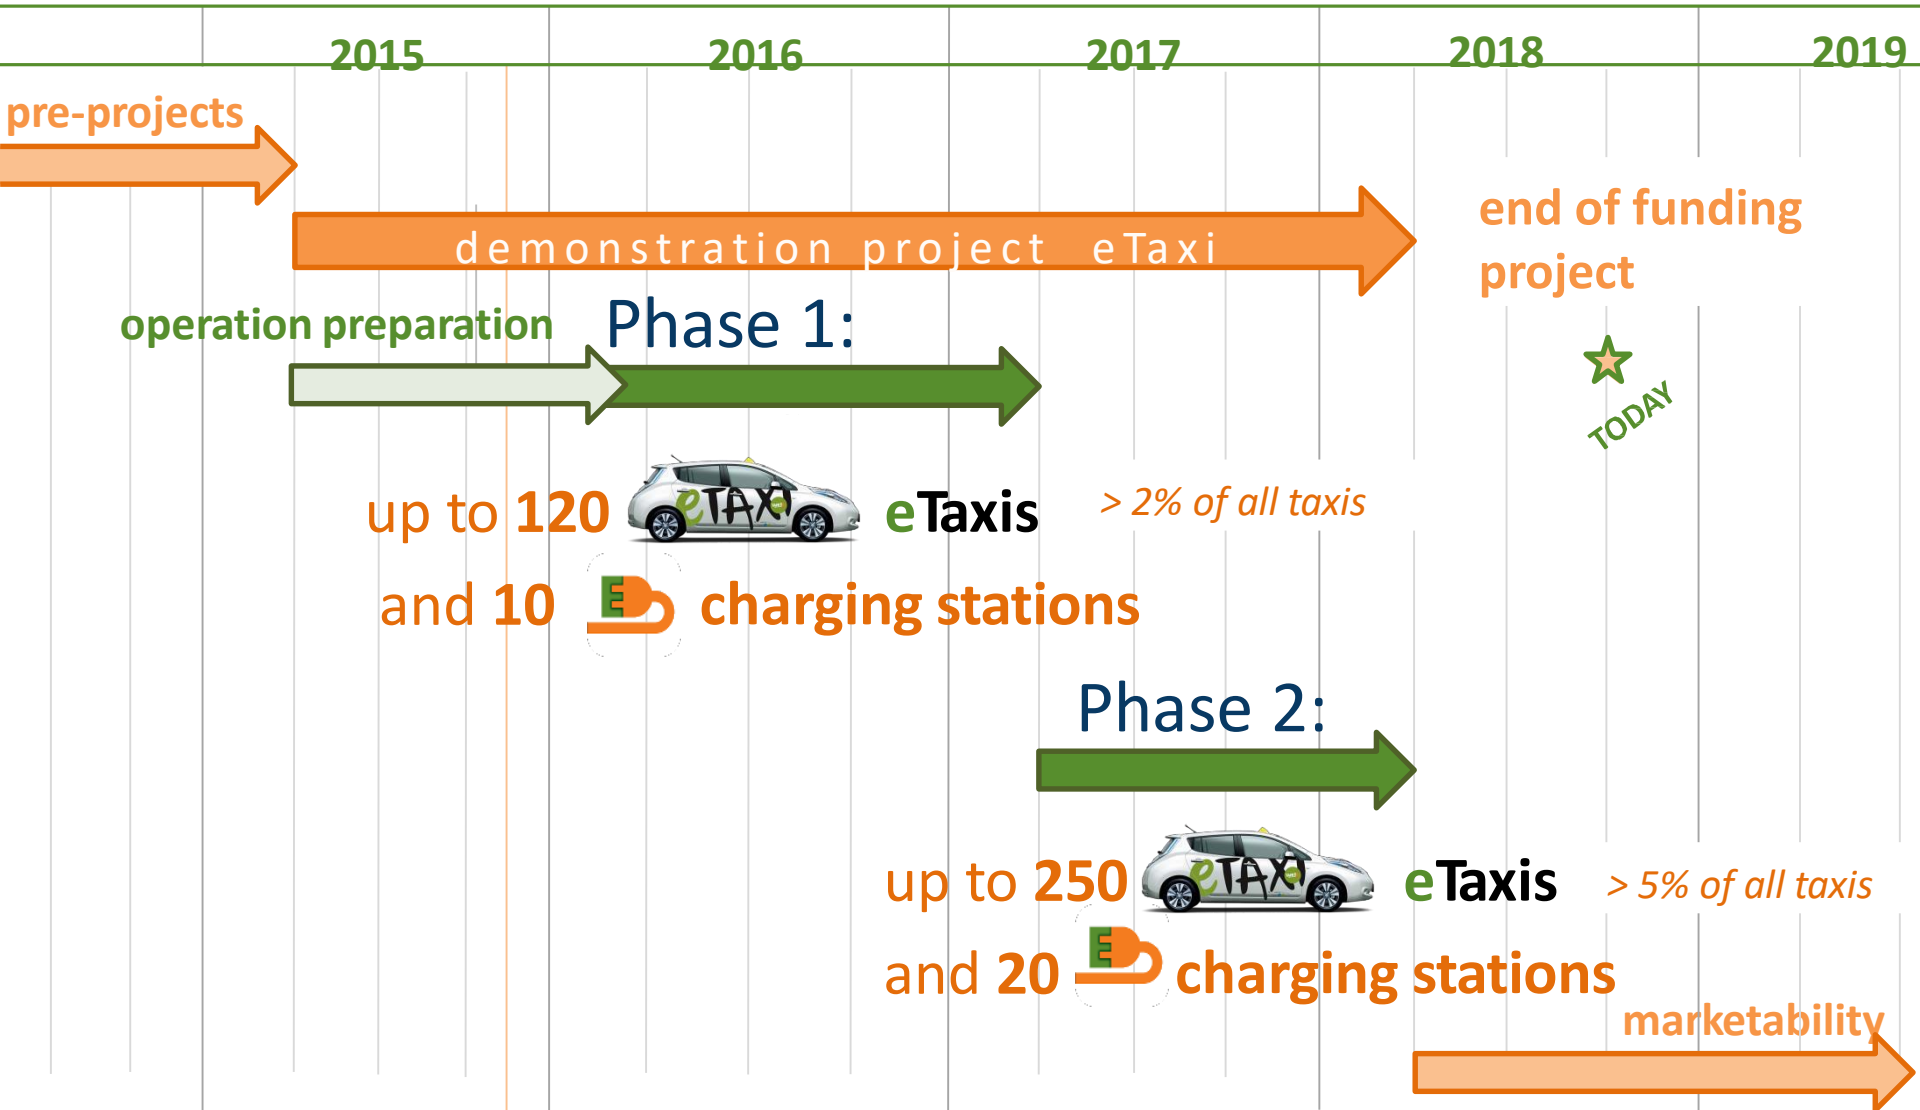 2015 2016 2017 2018 2019
pre-projects
demonstration project eTaxi
end of funding
project
operation preparation
Phase 1:
TODAY
up to 120 eTAXI eTaxis > 2% of all taxis
and 10 E charging stations
Phase 2:
up to 250 eTAXI eTaxis > 5% of all taxis
and 20 E charging stations
marketability